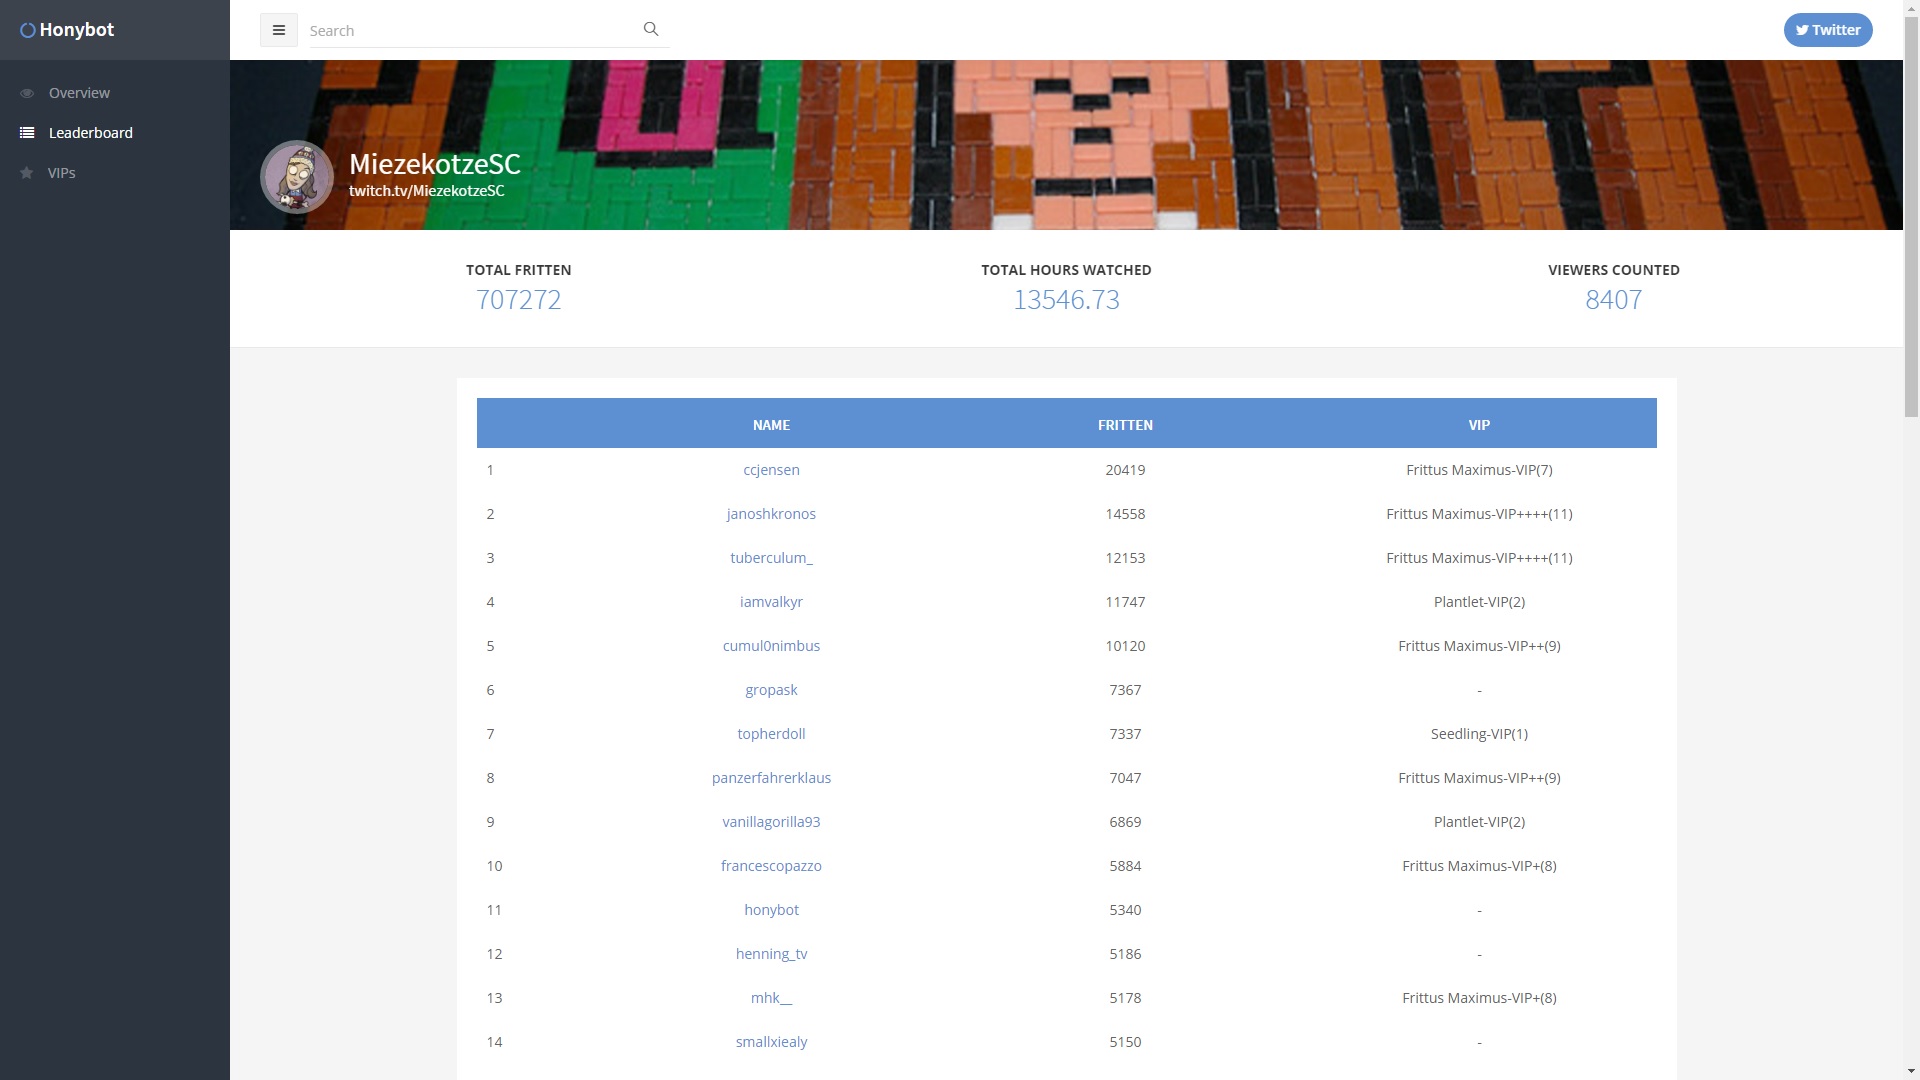 Honybot
Search
Twitter
Overview
Leaderboard
VIPs
MiezekotzeSC
twitch.tv/MiezekotzeSC
TOTAL FRITTEN
707272
TOTAL HOURS WATCHED
13546.73
VIEWERS COUNTED
8407
NAME FRITTEN VIP
1 ccjensen 20419 Frittus Maximus-VIP(7)
2 janoshkronos 14558 Frittus Maximus-VIP++++(11)
3 tuberculum_ 12153 Frittus Maximus-VIP++++(11)
4 iamvalkyr 11747 Plantlet-VIP(2)
5 cumul0nimbus 10120 Frittus Maximus-VIP++(9)
6 gropask 7367 -
7 topherdoll 7337 Seedling-VIP(1)
8 panzerfahrerklaus 7047 Frittus Maximus-VIP++(9)
9 vanillagorilla93 6869 Plantlet-VIP(2)
10 francescopazzo 5884 Frittus Maximus-VIP+(8)
11 honybot 5340 -
12 henning_tv 5186 -
13 mhk__ 5178 Frittus Maximus-VIP+(8)
14 smallxiealy 5150 -